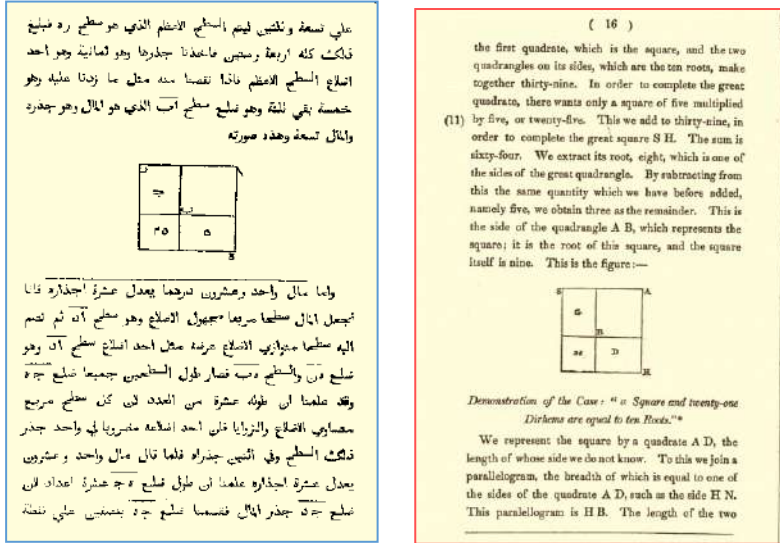 علي تسعة وثلثين ليتم السطح الاعظم الذي هو سطح ره فبلغ
ذلك كله اربعة وستين فاخذنا جذرها وهو ثمانية وهو احد
اضلاع السطح الاعظم فاذا نقصنا منه مثل ما زدنا عليه وهو
خمسة بقي ثلثة وهو ضلع سطح اب الذي هو المال وهو جذره
والمال تسعة وهذه صورته
واما مال واحد وعشرون درهما يعدل عشرة اجذاره فانا
نجعل المال سطحا مربعا مجهول الاضلاع وهو سطح اد ثم نضم
اليه سطحا متوازي الاضلاع عرضه مثل احد اضلاع سطح اد وهو
ضلع دن والسطح هب فصار طول السطحين جميعا ضلع جه
وقد علمنا ان طوله عشرة من العدد لان كل سطح مربع
متساوي الاضلاع والزوايا فان احد اضلاعه مضروبا في واحد جذر
ذلك السطح وفي اثنين جذراه فلما قال مال واحد وعشرون
يعدل عشرة اجذاره علمنا ان طول ضلع هج عشرة اعداد لان
ضلع جد جذر المال فقسمنا ضلع جه بنصفين علي نقطة
( 16 )
the first quadrate, which is the square, and the two
quadrangles on its sides, which are the ten roots, make
together thirty-nine. In order to complete the great
quadrate, there wants only a square of five multiplied
(11) by five, or twenty-five. This we add to thirty-nine, in
order to complete the great square S H. The sum is
sixty-four. We extract its root, eight, which is one of
the sides of the great quadrangle. By subtracting from
this the same quantity which we have before added,
namely five, we obtain three as the remainder. This is
the side of the quadrangle A B, which represents the
square; it is the root of this square, and the square
itself is nine. This is the figure:—
S A
G
B
25 D
H
Demonstration of the Case: "a Square and twenty-one
Dirhems are equal to ten Roots."*
We represent the square by a quadrate A D, the
length of whose side we do not know. To this we join a
parallelogram, the breadth of which is equal to one of
the sides of the quadrate A D, such as the side H N.
This paralellogram is H B. The length of the two